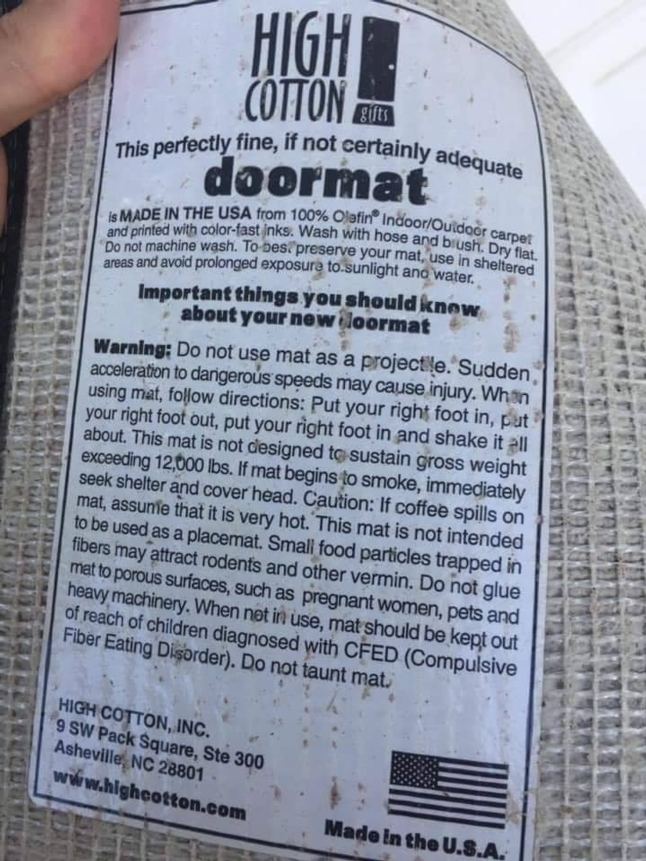 HIGH
COTTON
gifts
This perfectly fine, if not certainly adequate
doormat
is MADE IN THE USA from 100% Olefin® Indoor/Outdoor carpet
and printed with color-fast inks. Wash with hose and brush. Dry flat.
Do not machine wash. To best preserve your mat, use in sheltered
areas and avoid prolonged exposure to sunlight and water.
Important things you should know
about your new doormat
Warning: Do not use mat as a projectile. Sudden
acceleration to dangerous speeds may cause injury. When
using mat, follow directions: Put your right foot in, put
your right foot out, put your right foot in and shake it all
about. This mat is not designed to sustain gross weight
exceeding 12,000 lbs. If mat begins to smoke, immediately
seek shelter and cover head. Caution: If coffee spills on
mat, assume that it is very hot. This mat is not intended
to be used as a placemat. Small food particles trapped in
fibers may attract rodents and other vermin. Do not glue
mat to porous surfaces, such as pregnant women, pets and
heavy machinery. When not in use, mat should be kept out
of reach of children diagnosed with CFED (Compulsive
Fiber Eating Disorder). Do not taunt mat.
HIGH COTTON, INC.
9 SW Pack Square, Ste 300
Asheville, NC 28801
www.highcotton.com
Made in the U.S.A.